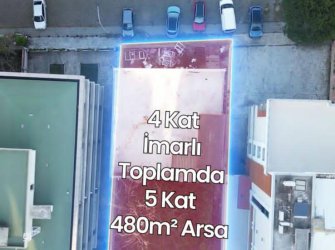 4 Kat
İmarlı
Toplamda
5 Kat
480m² Arsa